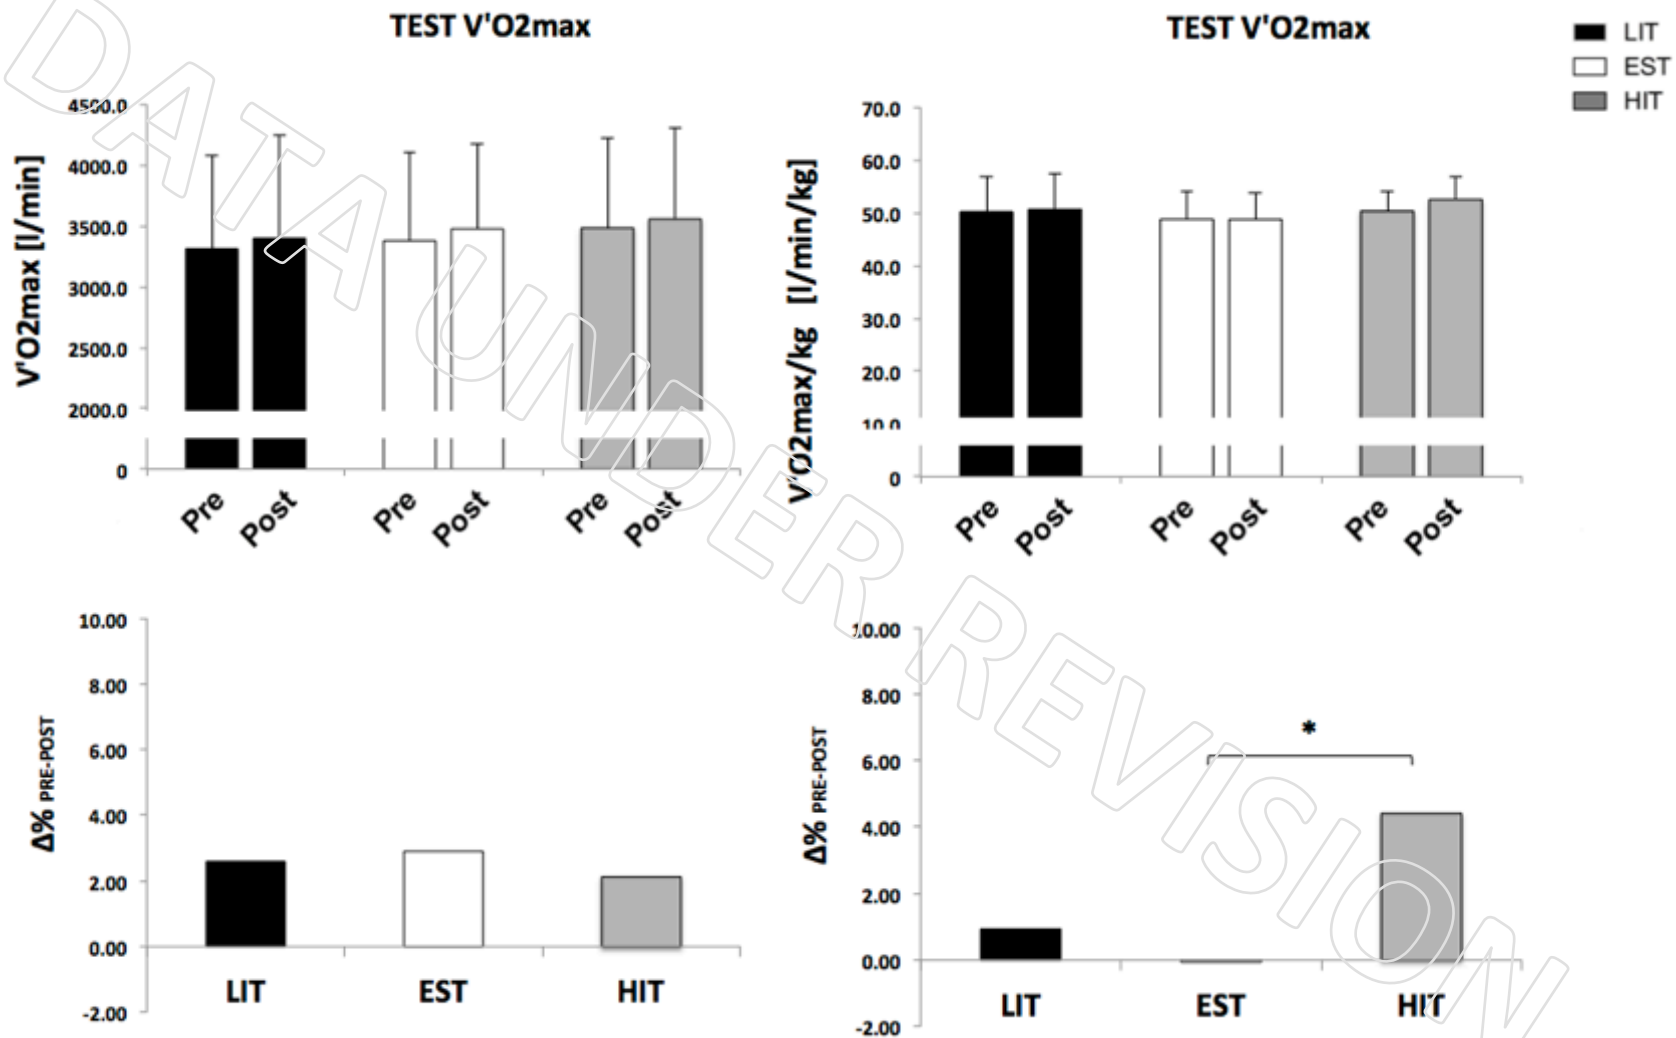 TEST V'O2max
V'O2max [l/min]
4500.0
4000.0
3500.0
3000.0
2500.0
2000.0
0
Pre
Post
Pre
Post
Pre
Post
TEST V'O2max
V'O2max/kg [l/min/kg]
70.0
60.0
50.0
40.0
30.0
20.0
10.0
0
Pre
Post
Pre
Post
Pre
Post
LIT
EST
HIT
Δ% PRE-POST
10.00
8.00
6.00
4.00
2.00
0.00
-2.00
LIT
EST
HIT
Δ% PRE-POST
10.00
8.00
6.00
4.00
2.00
0.00
-2.00
*
LIT
EST
HIT
DATA UNDER REVISION